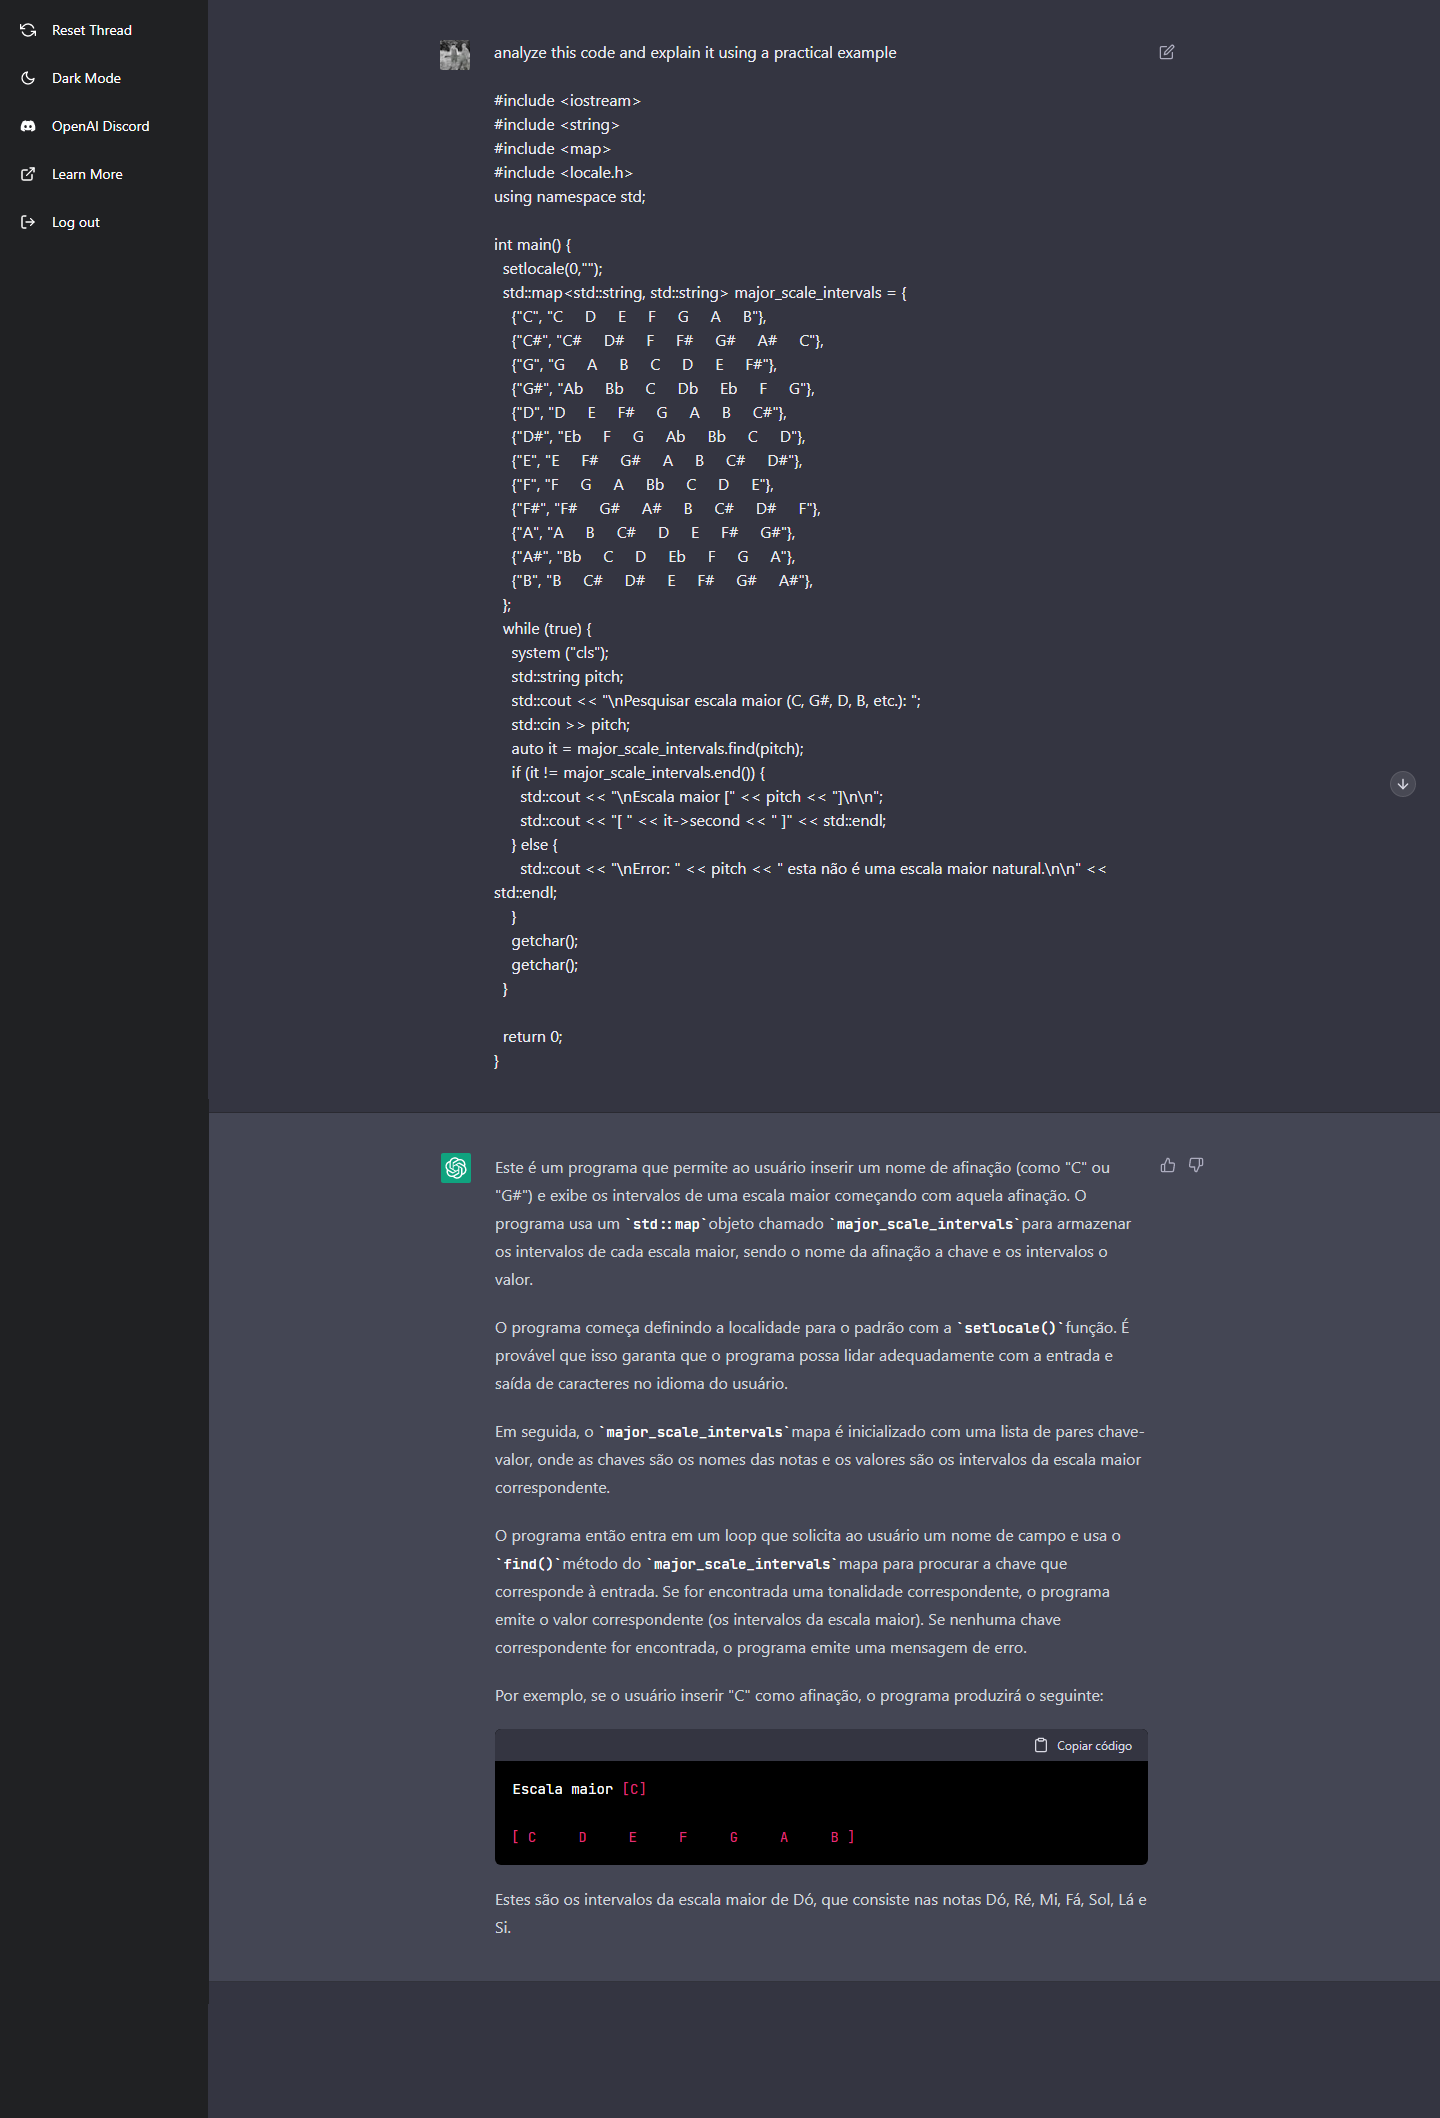 Reset Thread
Dark Mode
OpenAI Discord
Learn More
Log out
analyze this code and explain it using a practical example
#include <iostream>
#include <string>
#include <map>
#include <locale.h>
using namespace std;
int main() {
setlocale(0,"");
std::map<std::string, std::string> major_scale_intervals = {
{"C", "C D E F G A B"},
{"C#", "C# D# F F# G# A# C"},
{"G", "G A B C D E F#"},
{"G#", "Ab Bb C Db Eb F G"},
{"D", "D E F# G A B C#"},
{"D#", "Eb F G Ab Bb C D"},
{"E", "E F# G# A B C# D#"},
{"F", "F G A Bb C D E"},
{"F#", "F# G# A# B C# D# F"},
{"A", "A B C# D E F# G#"},
{"A#", "Bb C D Eb F G A"},
{"B", "B C# D# E F# G# A#"},
};
while (true) {
system ("cls");
std::string pitch;
std::cout << "\nPesquisar escala maior (C, G#, D, B, etc.): ";
std::cin >> pitch;
auto it = major_scale_intervals.find(pitch);
if (it != major_scale_intervals.end()) {
std::cout << "\nEscala maior [" << pitch << "]\n\n";
std::cout << "[ " << it->second << " ]" << std::endl;
} else {
std::cout << "\nError: " << pitch << " esta não é uma escala maior natural.\n\n" <<
std::endl;
}
getchar();
getchar();
}
return 0;
}
Este é um programa que permite ao usuário inserir um nome de afinação (como "C" ou
"G#") e exibe os intervalos de uma escala maior começando com aquela afinação. O
programa usa um `std::map`objeto chamado `major_scale_intervals`para armazenar
os intervalos de cada escala maior, sendo o nome da afinação a chave e os intervalos o
valor.
O programa começa definindo a localidade para o padrão com a `setlocale()`função. É
provável que isso garanta que o programa possa lidar adequadamente com a entrada e
saída de caracteres no idioma do usuário.
Em seguida, o `major_scale_intervals`mapa é inicializado com uma lista de pares chave-
valor, onde as chaves são os nomes das notas e os valores são os intervalos da escala maior
correspondente.
O programa então entra em um loop que solicita ao usuário um nome de campo e usa o
`find()`método do `major_scale_intervals`mapa para procurar a chave que
corresponde à entrada. Se for encontrada uma tonalidade correspondente, o programa
emite o valor correspondente (os intervalos da escala maior). Se nenhuma chave
correspondente for encontrada, o programa emite uma mensagem de erro.
Por exemplo, se o usuário inserir "C" como afinação, o programa produzirá o seguinte:
Copiar código
Escala maior [C]
[ C D E F G A B ]
Estes são os intervalos da escala maior de Dó, que consiste nas notas Dó, Ré, Mi, Fá, Sol, Lá e
Si.